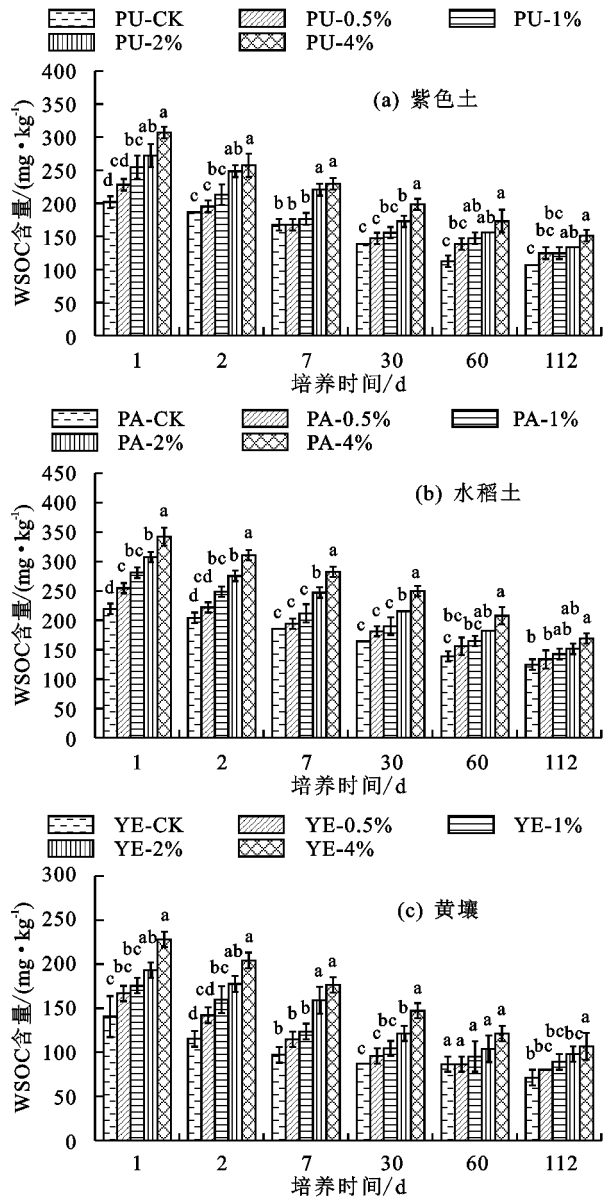 PU-CK PU-0.5% PU-1%
PU-2% PU-4%
(a) 紫色土
WSOC含量/(mg·kg⁻¹)
400
350
300
250
200
150
100
50
0
d cd bc ab a
c c bc ab a
b b b a a
c c bc b a
c bc ab ab a
c bc bc ab a
1 2 7 30 60 112
培养时间/d
PA-CK PA-0.5% PA-1%
PA-2% PA-4%
(b) 水稻土
WSOC含量/(mg·kg⁻¹)
450
400
350
300
250
200
150
100
50
0
d c bc b a
d cd bc b a
c c c b a
c c c b a
c bc bc ab a
b b ab ab a
1 2 7 30 60 112
培养时间/d
YE-CK YE-0.5% YE-1%
YE-2% YE-4%
(c) 黄壤
WSOC含量/(mg·kg⁻¹)
300
250
200
150
100
50
0
c bc bc ab a
d bc bc ab a
b b b a a
c c bc b a
a a a a a
b bc bc bc a
1 2 7 30 60 112
培养时间/d